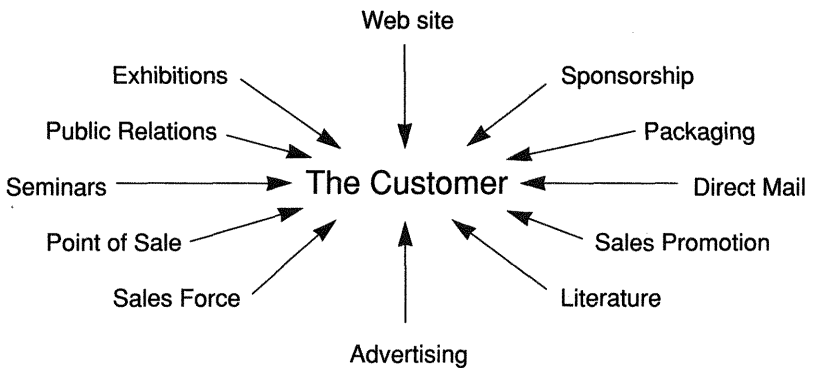 Web site
Exhibitions
Sponsorship
Public Relations
Packaging
Seminars
The Customer
Direct Mail
Point of Sale
Sales Promotion
Sales Force
Literature
Advertising